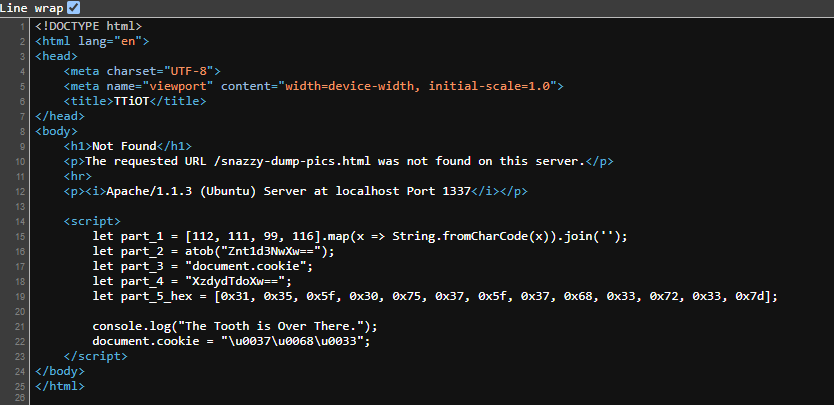 Line wrap
1 <!DOCTYPE html>
2 <html lang="en">
3 <head>
4     <meta charset="UTF-8">
5     <meta name="viewport" content="width=device-width, initial-scale=1.0">
6     <title>TTiOT</title>
7 </head>
8 <body>
9     <h1>Not Found</h1>
10     <p>The requested URL /snazzy-dump-pics.html was not found on this server.</p>
11     <hr>
12     <p><i>Apache/1.1.3 (Ubuntu) Server at localhost Port 1337</i></p>
13
14     <script>
15         let part_1 = [112, 111, 99, 116].map(x => String.fromCharCode(x)).join('');
16         let part_2 = atob("Znt1d3NwXw==");
17         let part_3 = "document.cookie";
18         let part_4 = "XzdydTdoXw==";
19         let part_5_hex = [0x31, 0x35, 0x5f, 0x30, 0x75, 0x37, 0x5f, 0x37, 0x68, 0x33, 0x72, 0x33, 0x7d];
20
21         console.log("The Tooth is Over There.");
22         document.cookie = "\u0037\u0068\u0033";
23     </script>
24 </body>
25 </html>
26